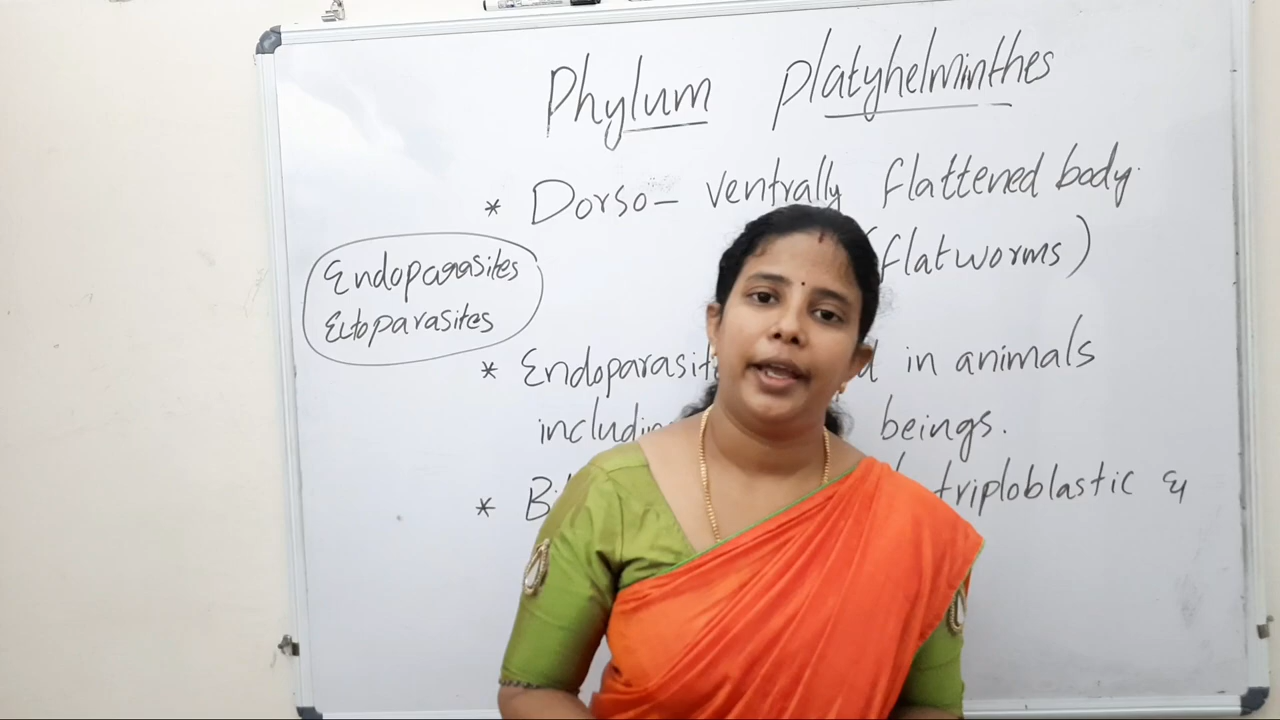 Phylum Platyhelminthes
* Dorso- ventrally flattened body.
(flatworms)
Endoparasites
Ectoparasites
* Endoparasit in animals
includin beings.
* triploblastic &